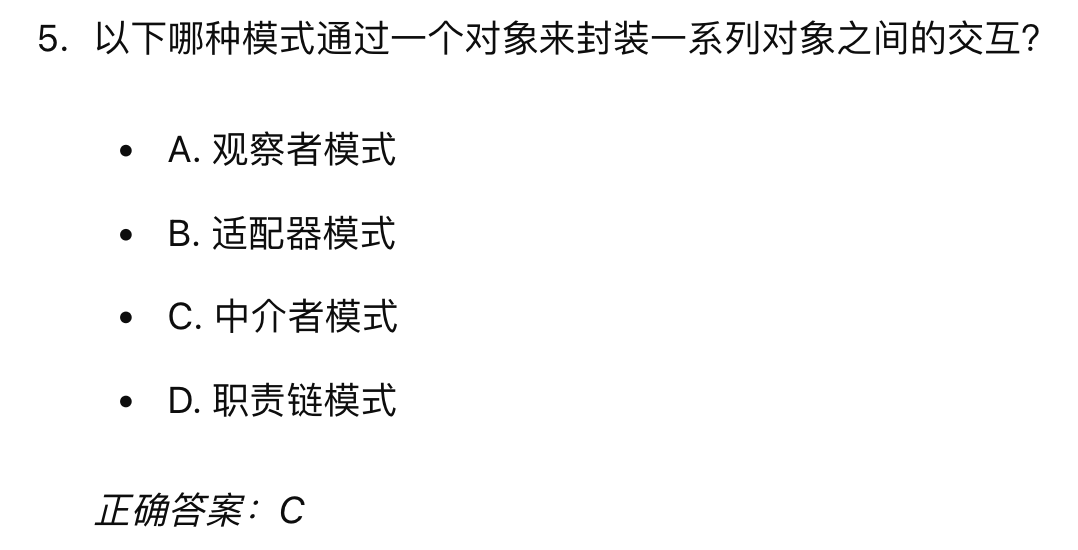 5. 以下哪种模式通过一个对象来封装一系列对象之间的交互?
• A. 观察者模式
• B. 适配器模式
• C. 中介者模式
• D. 职责链模式
正确答案：C